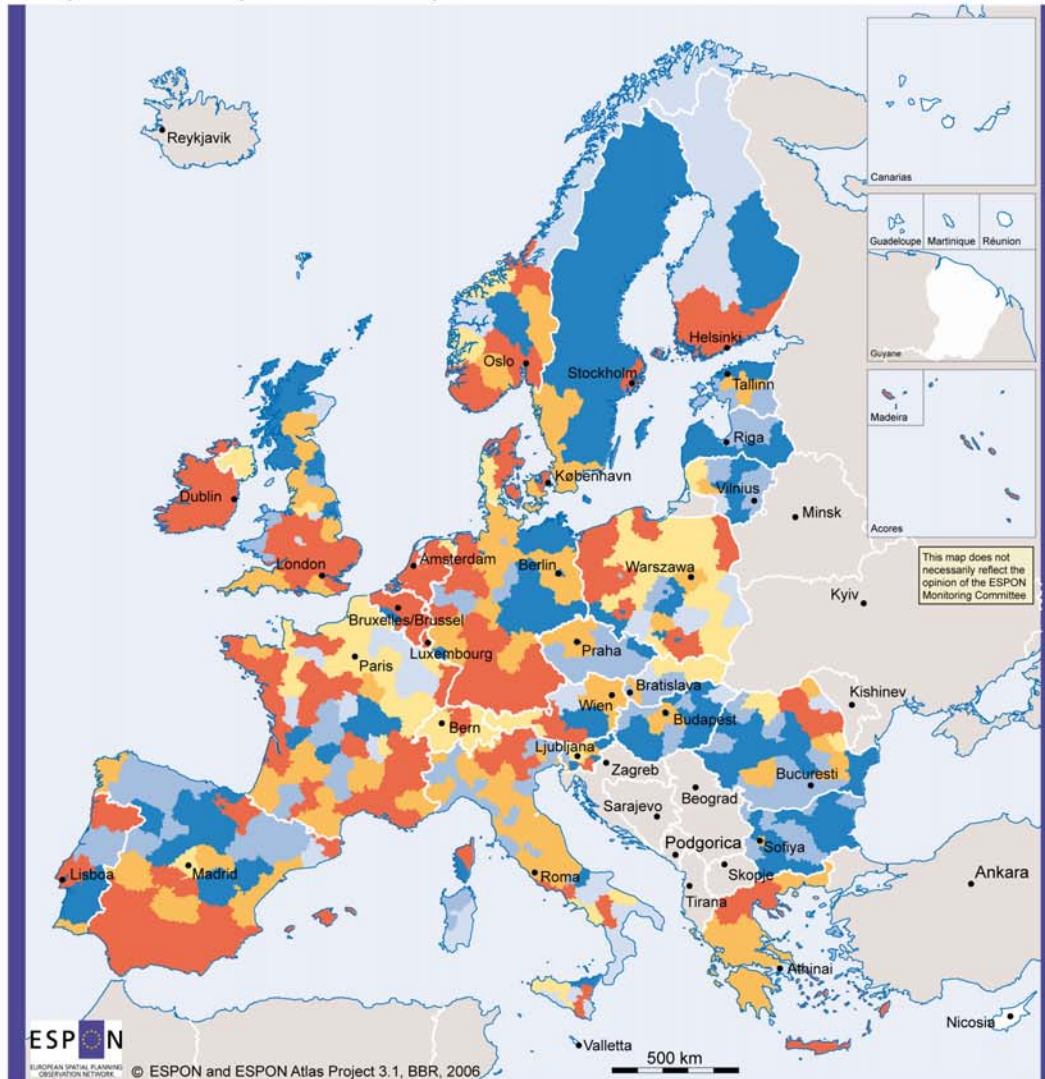 Reykjavik
Canarias
Guadeloupe
Martinique
Réunion
Guyane
Madeira
Acores
This map does not
necessarily reflect the
opinion of the ESPON
Monitoring Committee
Helsinki
Oslo
Stockholm
Tallinn
Riga
København
Vilnius
Minsk
Dublin
London
Amsterdam
Berlin
Warszawa
Kyiv
Bruxelles/Brussel
Luxembourg
Paris
Praha
Kishinev
Wien
Bratislava
Budapest
Bern
Ljubljana
Zagreb
Bucuresti
Beograd
Sarajevo
Podgorica
Sofiya
Skopje
Tirana
Ankara
Lisboa
Madrid
Roma
Athinai
Nicosia
Valletta
500 km
ESPON
EUROPEAN SPATIAL PLANNING
OBSERVATION NETWORK
© ESPON and ESPON Atlas Project 3.1, BBR, 2006